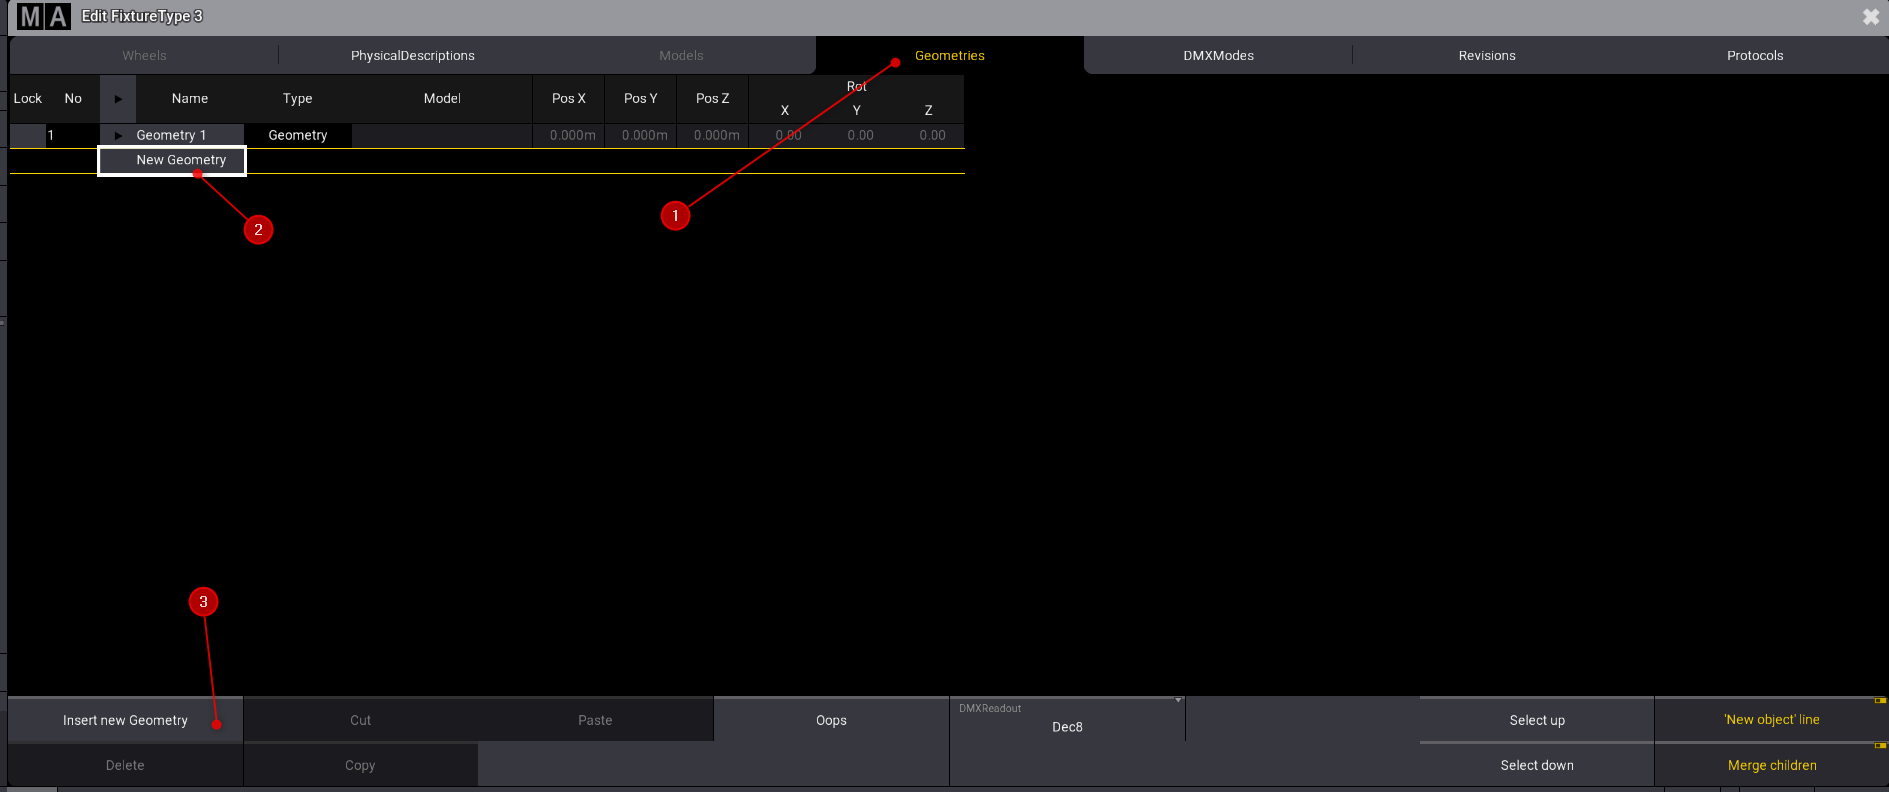 MA Edit FixtureType 3
Wheels PhysicalDescriptions Models Geometries DMXModes Revisions Protocols
Lock No Name Type Model Pos X Pos Y Pos Z Rot
X Y Z
1 Geometry 1 Geometry 0.000m 0.000m 0.000m 0.00 0.00 0.00
New Geometry
1
2
3
Insert new Geometry Cut Paste Oops DMXReadout Dec8 Select up 'New object' line
Delete Copy Select down Merge children